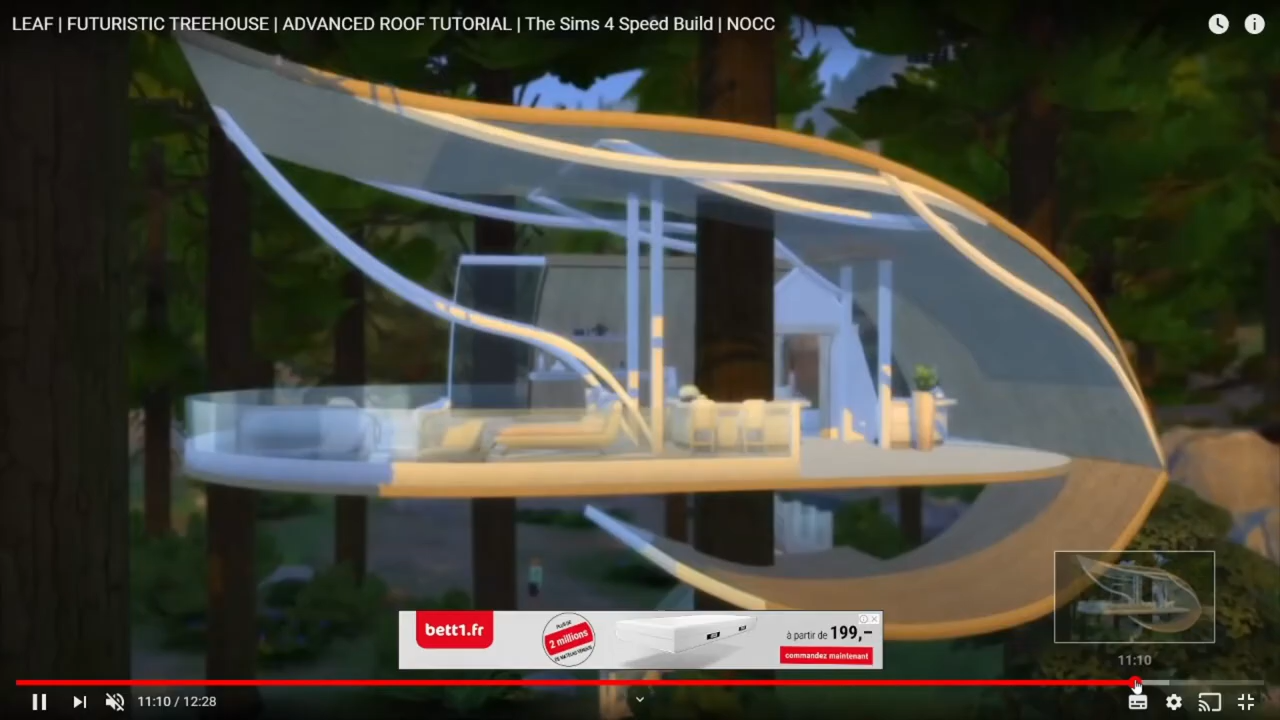 LEAF | FUTURISTIC TREEHOUSE | ADVANCED ROOF TUTORIAL | The Sims 4 Speed Build | NOCC
bett1.fr
2 millions
à partir de 199,–
commandez maintenant
11:10
11:10 / 12:28